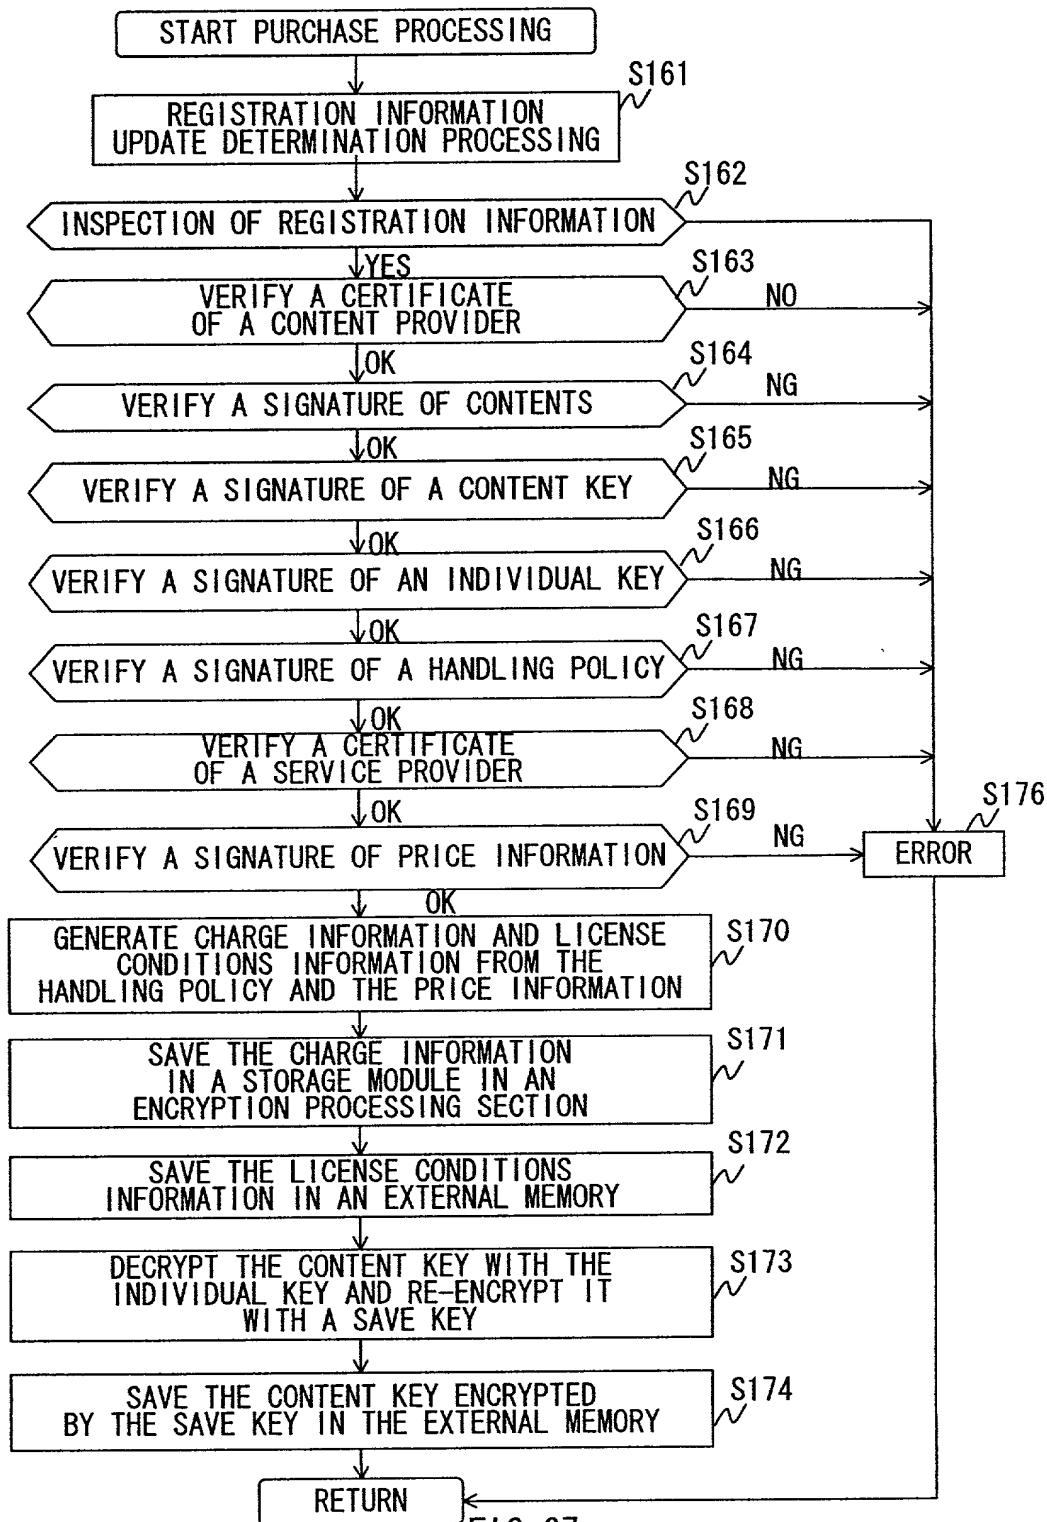 START PURCHASE PROCESSING
S161
REGISTRATION INFORMATION
UPDATE DETERMINATION PROCESSING
S162
INSPECTION OF REGISTRATION INFORMATION
YES
S163
VERIFY A CERTIFICATE
OF A CONTENT PROVIDER
NO
OK
S164
VERIFY A SIGNATURE OF CONTENTS
NG
OK
S165
VERIFY A SIGNATURE OF A CONTENT KEY
NG
OK
S166
VERIFY A SIGNATURE OF AN INDIVIDUAL KEY
NG
OK
S167
VERIFY A SIGNATURE OF A HANDLING POLICY
NG
OK
S168
VERIFY A CERTIFICATE
OF A SERVICE PROVIDER
NG
OK
S169
VERIFY A SIGNATURE OF PRICE INFORMATION
NG
S176
ERROR
OK
S170
GENERATE CHARGE INFORMATION AND LICENSE
CONDITIONS INFORMATION FROM THE
HANDLING POLICY AND THE PRICE INFORMATION
S171
SAVE THE CHARGE INFORMATION
IN A STORAGE MODULE IN AN
ENCRYPTION PROCESSING SECTION
S172
SAVE THE LICENSE CONDITIONS
INFORMATION IN AN EXTERNAL MEMORY
S173
DECRYPT THE CONTENT KEY WITH THE
INDIVIDUAL KEY AND RE-ENCRYPT IT
WITH A SAVE KEY
S174
SAVE THE CONTENT KEY ENCRYPTED
BY THE SAVE KEY IN THE EXTERNAL MEMORY
RETURN